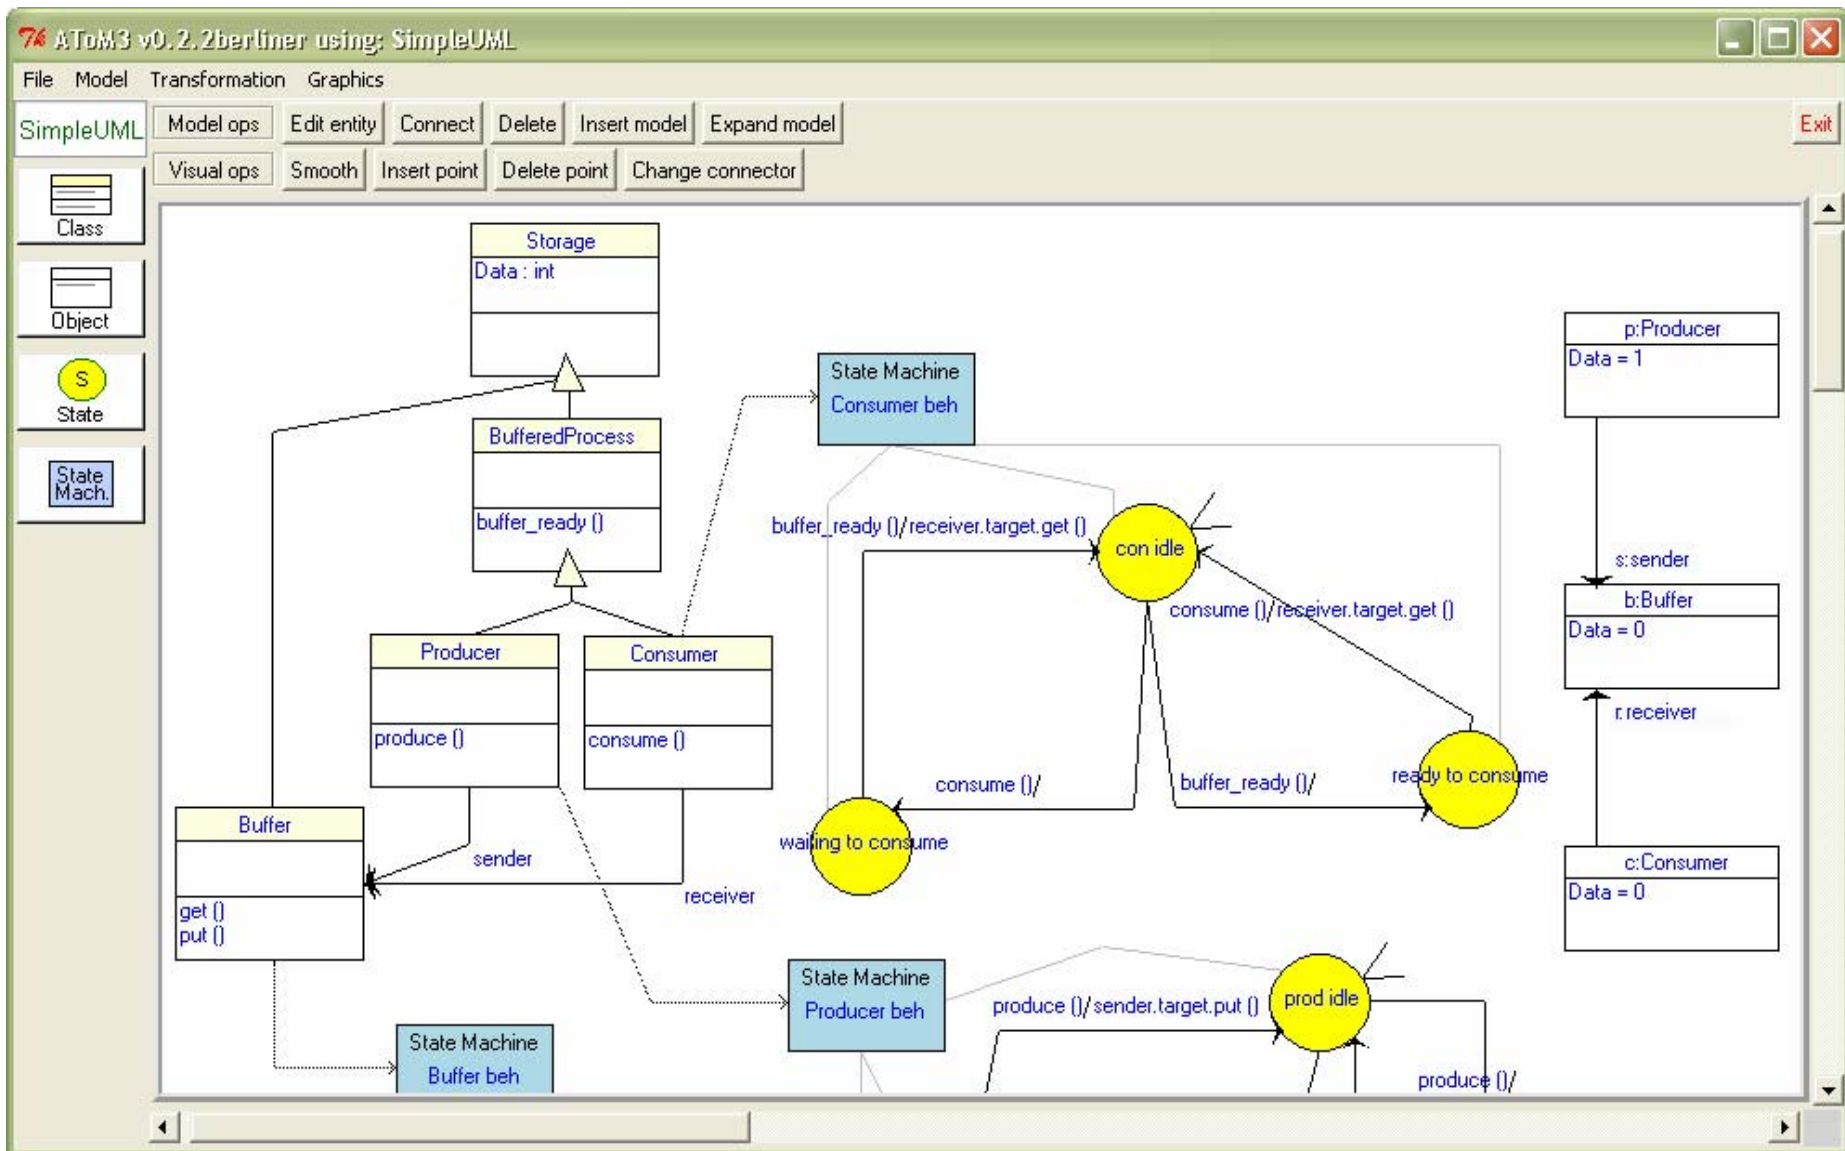 AToM3 v0.2.2berliner using: SimpleUML
File Model Transformation Graphics
SimpleUML
Model ops Edit entity Connect Delete Insert model Expand model Exit
Visual ops Smooth Insert point Delete point Change connector
Class
Object
S
State
State
Mach.
Storage
Data : int
BufferedProcess
buffer_ready ()
Producer
produce ()
Consumer
consume ()
Buffer
get ()
put ()
sender
receiver
State Machine
Consumer beh
buffer_ready ()/receiver.target.get ()
con idle
consume ()/receiver.target.get ()
consume ()/
buffer_ready ()/
ready to consume
waiting to consume
p:Producer
Data = 1
s:sender
b:Buffer
Data = 0
r:receiver
c:Consumer
Data = 0
State Machine
Producer beh
produce ()/sender.target.put ()
prod idle
produce ()/
State Machine
Buffer beh